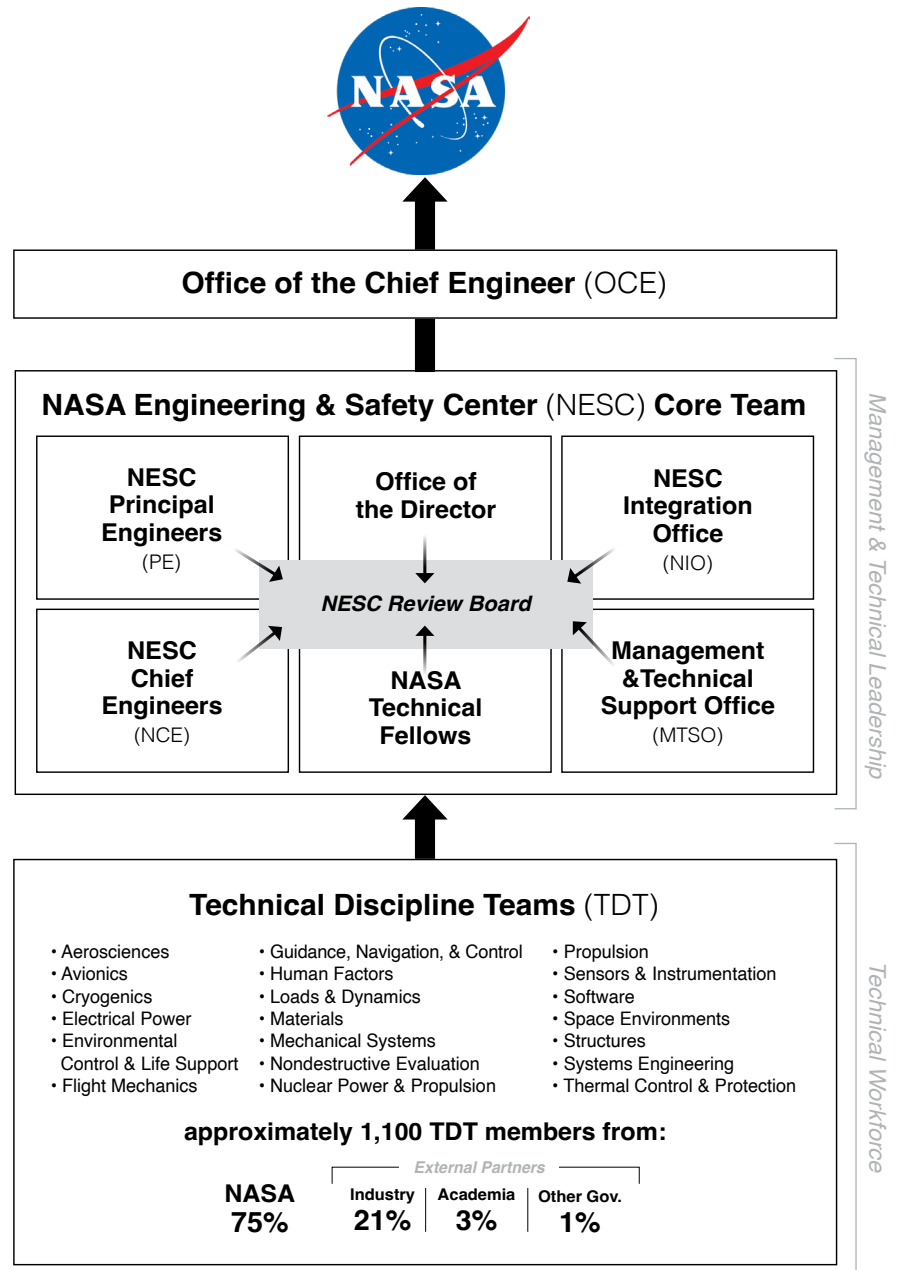 NASA
Office of the Chief Engineer (OCE)
NASA Engineering & Safety Center (NESC) Core Team
NESC
Principal
Engineers
(PE)
Office of
the Director
NESC
Integration
Office
(NIO)
NESC Review Board
NESC
Chief
Engineers
(NCE)
NASA
Technical
Fellows
Management
&Technical
Support Office
(MTSO)
Management & Technical Leadership
Technical Discipline Teams (TDT)
• Aerosciences
• Avionics
• Cryogenics
• Electrical Power
• Environmental
Control & Life Support
• Flight Mechanics
• Guidance, Navigation, & Control
• Human Factors
• Loads & Dynamics
• Materials
• Mechanical Systems
• Nondestructive Evaluation
• Nuclear Power & Propulsion
• Propulsion
• Sensors & Instrumentation
• Software
• Space Environments
• Structures
• Systems Engineering
• Thermal Control & Protection
approximately 1,100 TDT members from:
External Partners
NASA
75%
Industry
21%
Academia
3%
Other Gov.
1%
Technical Workforce